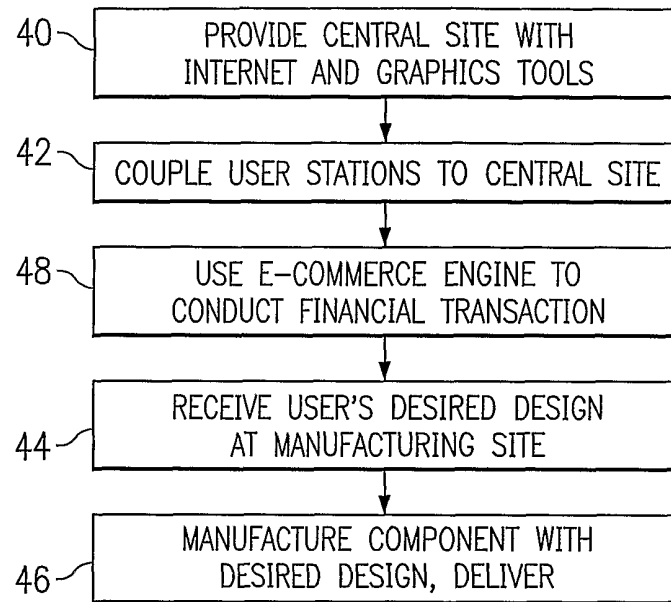 40
PROVIDE CENTRAL SITE WITH
INTERNET AND GRAPHICS TOOLS
42
COUPLE USER STATIONS TO CENTRAL SITE
48
USE E-COMMERCE ENGINE TO
CONDUCT FINANCIAL TRANSACTION
44
RECEIVE USER'S DESIRED DESIGN
AT MANUFACTURING SITE
46
MANUFACTURE COMPONENT WITH
DESIRED DESIGN, DELIVER